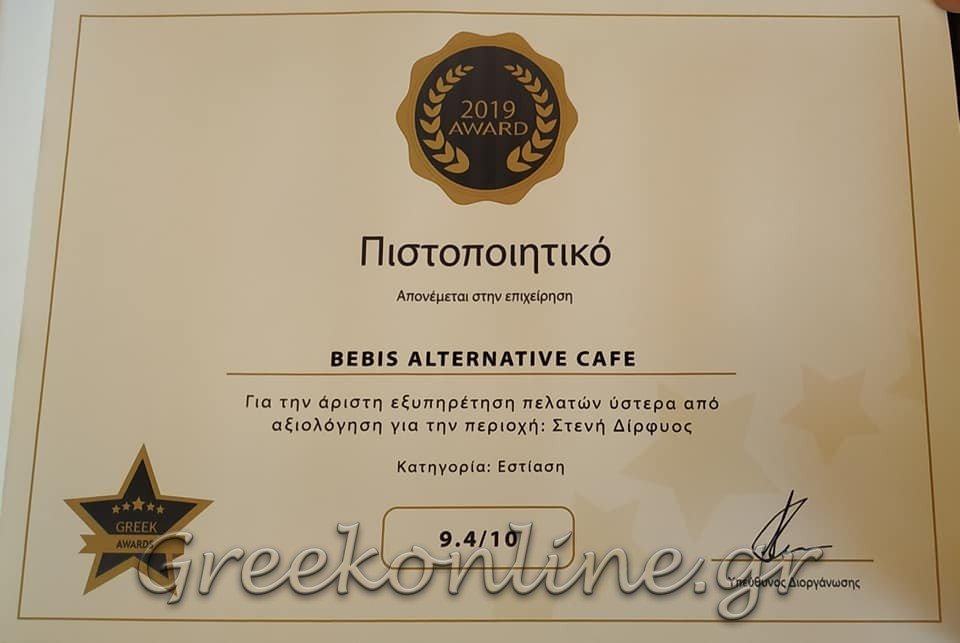 2019
AWARD
Πιστοποιητικό
Απονέμεται στην επιχείρηση
BEBIS ALTERNATIVE CAFE
Για την άριστη εξυπηρέτηση πελατών ύστερα από
αξιολόγηση για την περιοχή: Στενή Δίρφυος
Κατηγορία: Εστίαση
GREEK
AWARDS
9.4/10
Greekonline.gr
Υπεύθυνος Διοργάνωσης